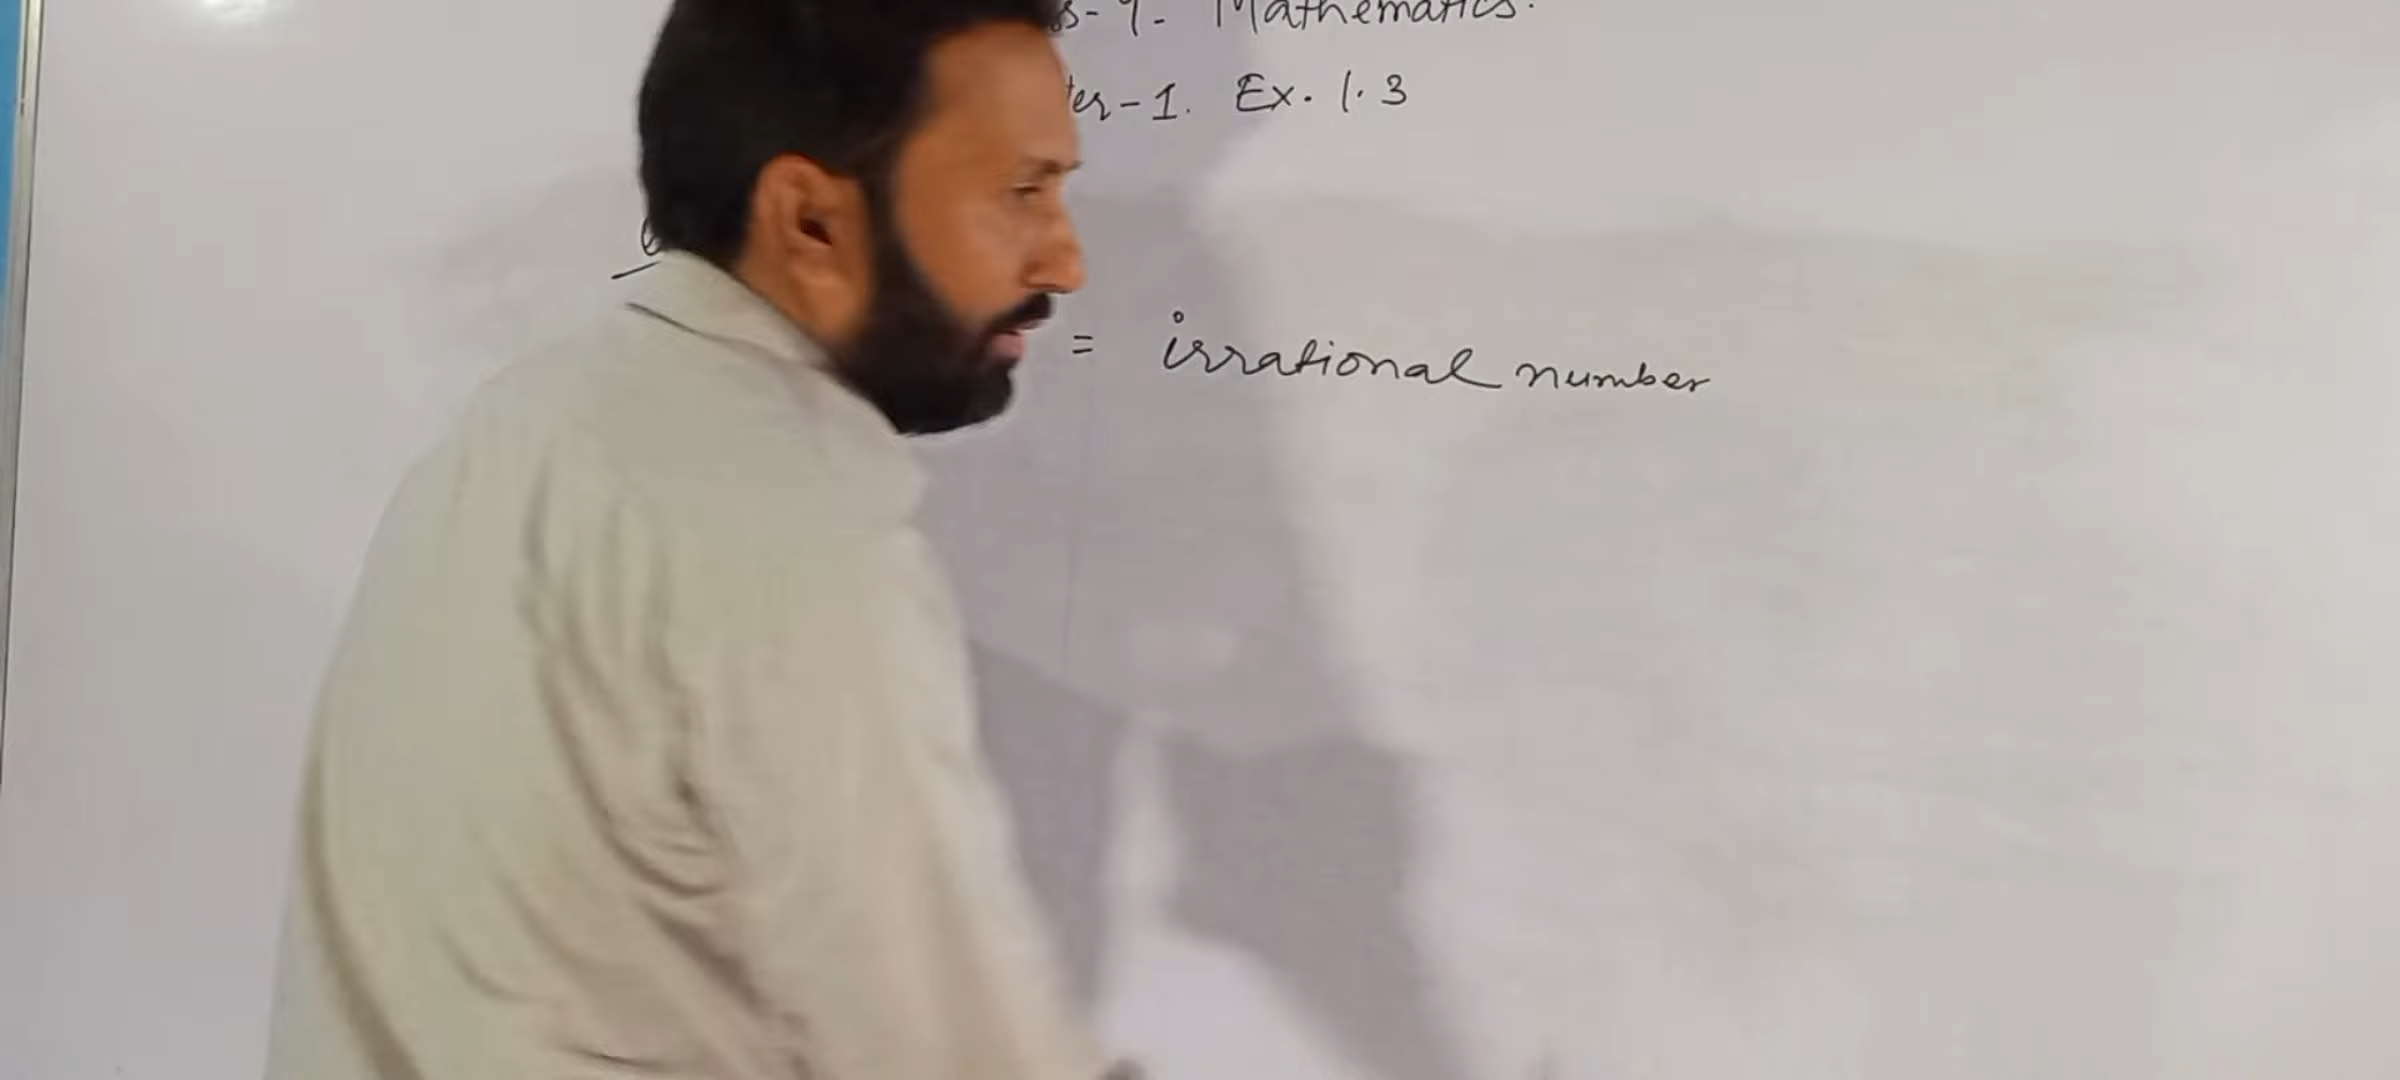 s-9- Mathematics.
ter-1. Ex. 1.3
= irrational number